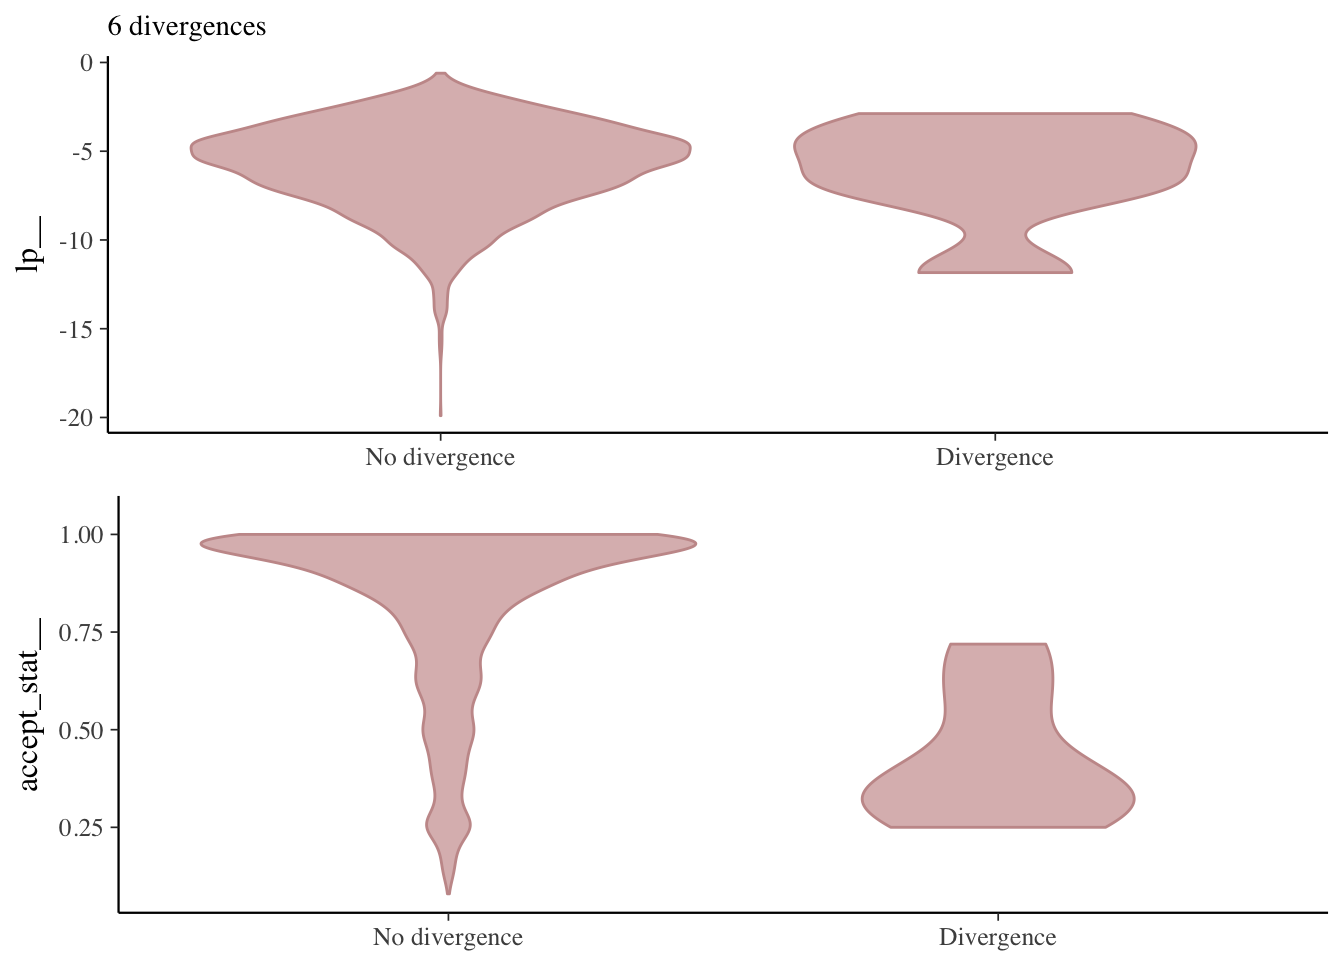 6 divergences
0
-5
-10
-15
-20
lp__
No divergence
Divergence
1.00
0.75
0.50
0.25
accept_stat__
No divergence
Divergence